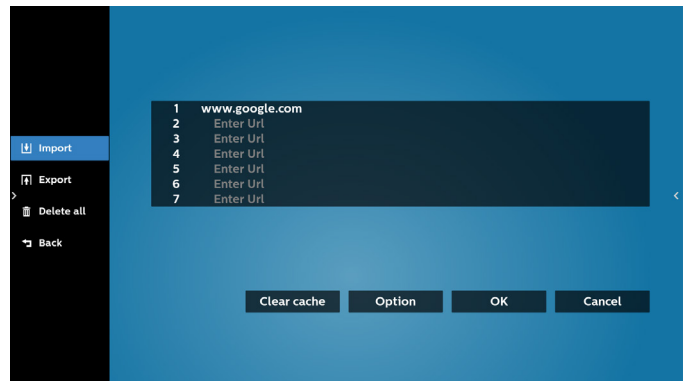 Import
Export
Delete all
Back
1 www.google.com
2 Enter Url
3 Enter Url
4 Enter Url
5 Enter Url
6 Enter Url
7 Enter Url
Clear cache
Option
OK
Cancel